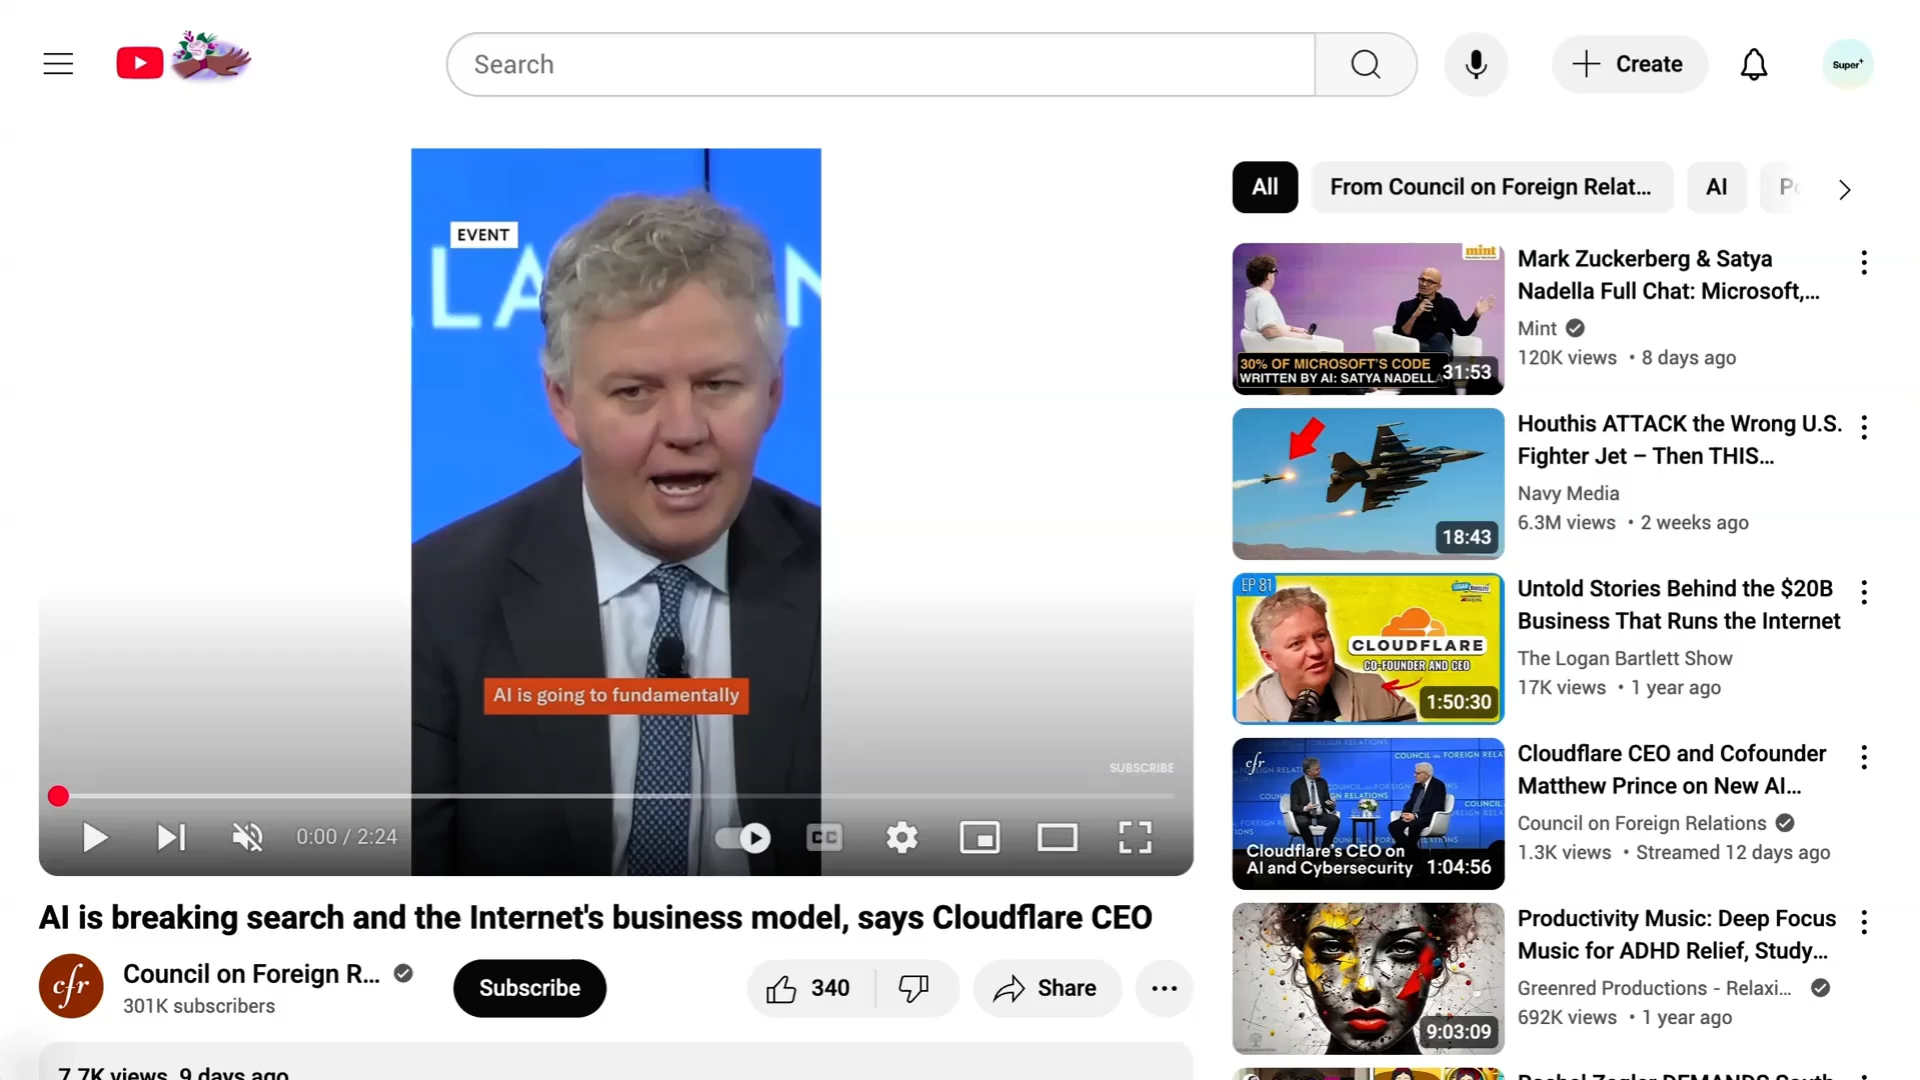 Search
Create
Super+
LA
N
EVENT
AI is going to fundamentally
SUBSCRIBE
0:00 / 2:24
CC
AI is breaking search and the Internet's business model, says Cloudflare CEO
cfr
Council on Foreign R...
301K subscribers
Subscribe
340
Share
7.7K views 9 days ago
All
From Council on Foreign Relat...
AI
mint
30% OF MICROSOFT'S CODE
WRITTEN BY AI: SATYA NADELLA
31:53
Mark Zuckerberg & Satya
Nadella Full Chat: Microsoft,...
Mint
120K views • 8 days ago
18:43
Houthis ATTACK the Wrong U.S.
Fighter Jet – Then THIS...
Navy Media
6.3M views • 2 weeks ago
EP 81
CLOUDFLARE
CO-FOUNDER AND CEO
1:50:30
Untold Stories Behind the $20B
Business That Runs the Internet
The Logan Bartlett Show
17K views • 1 year ago
cfr
Cloudflare's CEO on
AI and Cybersecurity
1:04:56
Cloudflare CEO and Cofounder
Matthew Prince on New AI...
Council on Foreign Relations
1.3K views • Streamed 12 days ago
9:03:09
Productivity Music: Deep Focus
Music for ADHD Relief, Study...
Greenred Productions - Relaxi...
692K views • 1 year ago
Rachel Zegler DEMANDS South